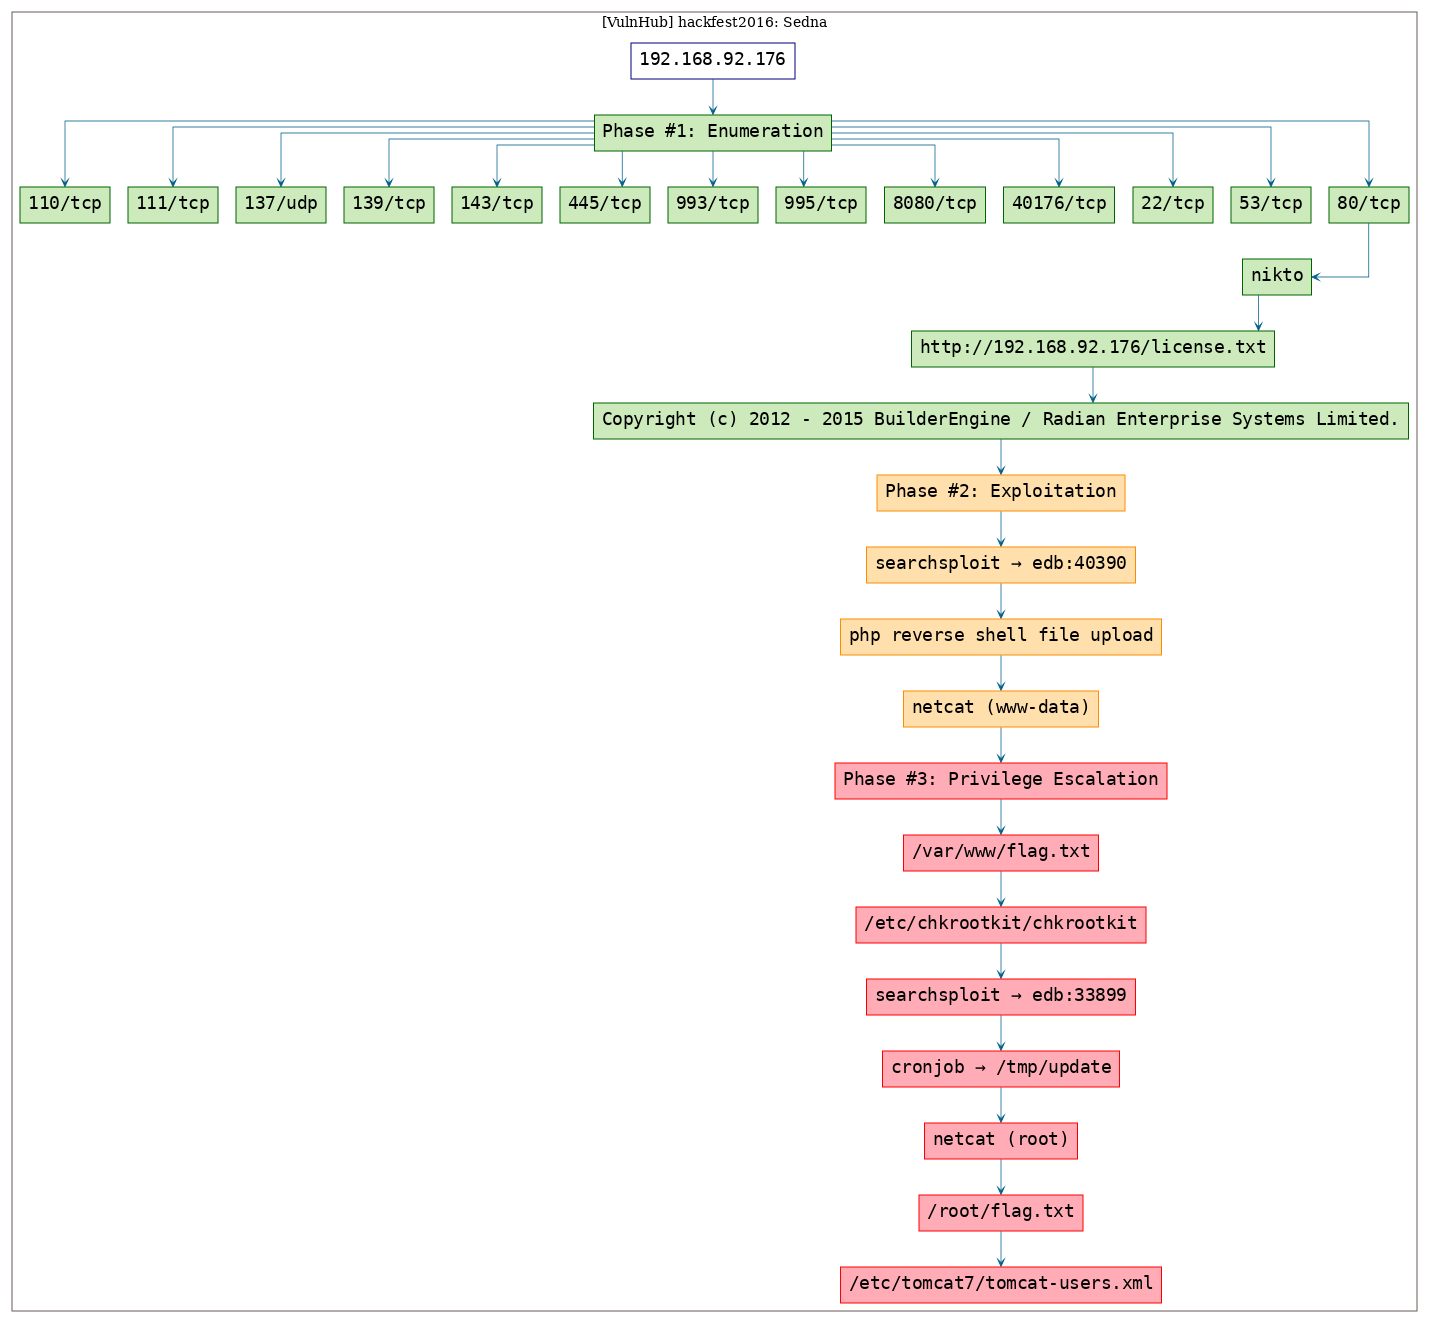 [VulnHub] hackfest2016: Sedna
192.168.92.176
Phase #1: Enumeration
110/tcp
111/tcp
137/udp
139/tcp
143/tcp
445/tcp
993/tcp
995/tcp
8080/tcp
40176/tcp
22/tcp
53/tcp
80/tcp
nikto
http://192.168.92.176/license.txt
Copyright (c) 2012 - 2015 BuilderEngine / Radian Enterprise Systems Limited.
Phase #2: Exploitation
searchsploit → edb:40390
php reverse shell file upload
netcat (www-data)
Phase #3: Privilege Escalation
/var/www/flag.txt
/etc/chkrootkit/chkrootkit
searchsploit → edb:33899
cronjob → /tmp/update
netcat (root)
/root/flag.txt
/etc/tomcat7/tomcat-users.xml